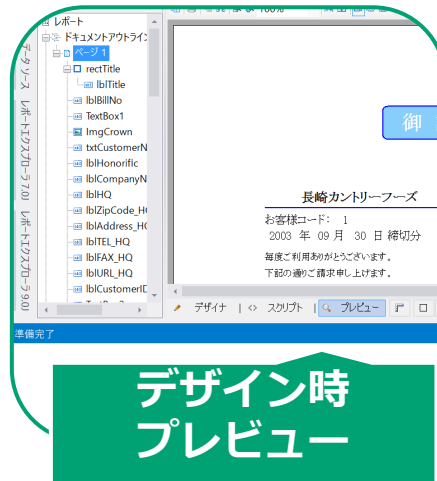 100%
レポート
ドキュメントアウトライン
ページ 1
rectTitle
lblTitle
lblBillNo
TextBox1
ImgCrown
txtCustomerN
lblHonorific
lblCompanyN
lblHQ
lblZipCode_H
lblAddress_H
lblTEL_HQ
lblFAX_HQ
lblURL_HQ
lblCustomerID
データソース
レポートエクスプローラ7.0J
レポートエクスプローラ9.0J
御
長崎カントリーフーズ
お客様コード: 1
2003 年 09 月 30 日 締切分
毎度ご利用ありがとうございます。
下記の通りご請求申し上げます。
デザイナ | スクリプト | プレビュー
準備完了
デザイン時
プレビュー